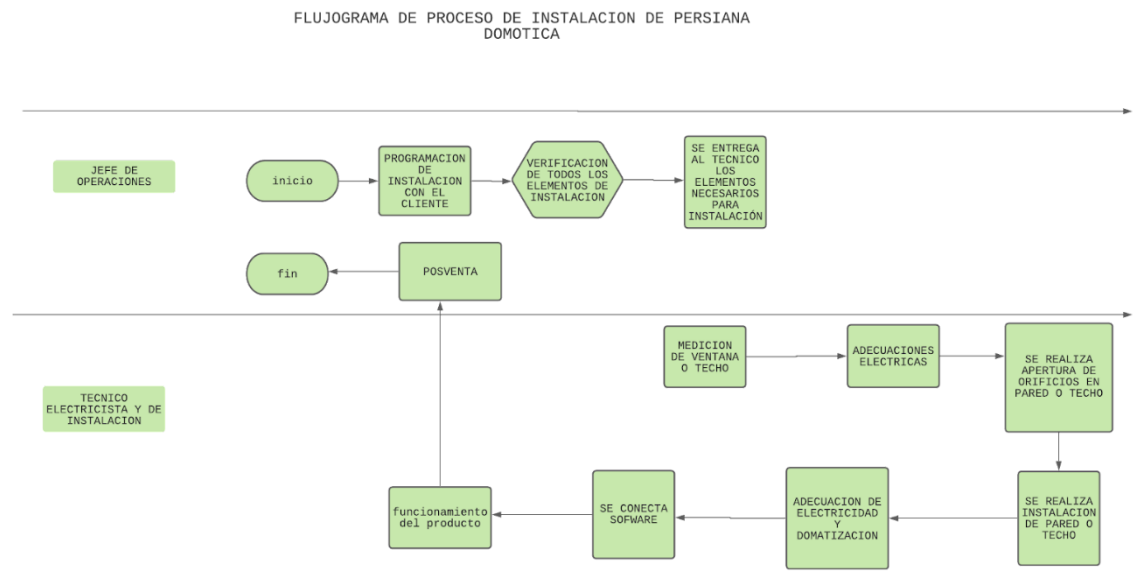 FLUJOGRAMA DE PROCESO DE INSTALACION DE PERSIANA
DOMOTICA
JEFE DE
OPERACIONES
inicio
PROGRAMACION
DE
INSTALACION
CON EL
CLIENTE
VERIFICACION
DE TODOS LOS
ELEMENTOS DE
INSTALACION
SE ENTREGA
AL TECNICO
LOS
ELEMENTOS
NECESARIOS
PARA
INSTALACIÓN
fin
POSVENTA
TECNICO
ELECTRICISTA Y DE
INSTALACION
MEDICION
DE VENTANA
O TECHO
ADECUACIONES
ELECTRICAS
SE REALIZA
APERTURA DE
ORIFICIOS EN
PARED O TECHO
SE REALIZA
INSTALACION
DE PARED O
TECHO
ADECUACION DE
ELECTRICIDAD
Y
DOMATIZACION
SE CONECTA
SOFWARE
funcionamiento
del producto